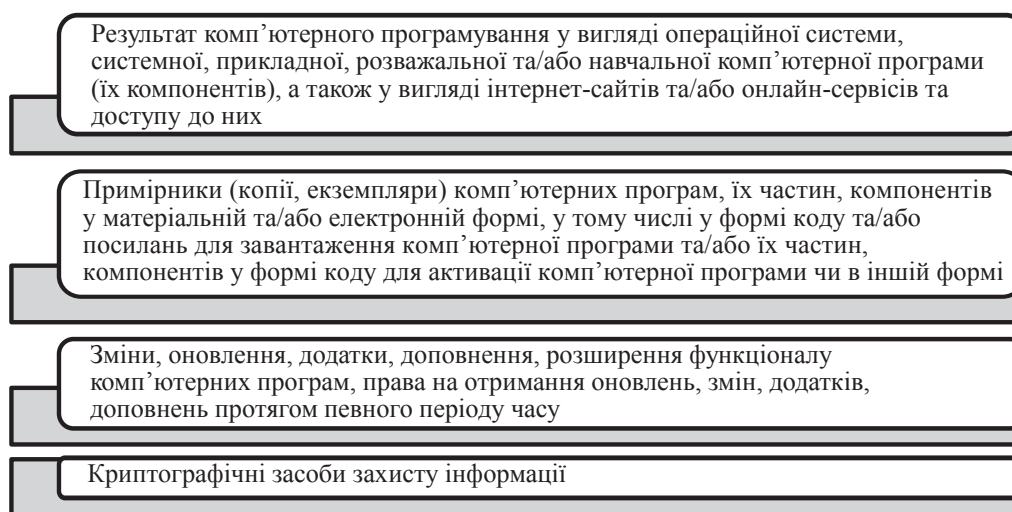 Результат комп’ютерного програмування у вигляді операційної системи,
системної, прикладної, розважальної та/або навчальної комп’ютерної програми
(їх компонентів), а також у вигляді інтернет-сайтів та/або онлайн-сервісів та
доступу до них
Примірники (копії, екземпляри) комп’ютерних програм, їх частин, компонентів
у матеріальній та/або електронній формі, у тому числі у формі коду та/або
посилань для завантаження комп’ютерної програми та/або їх частин,
компонентів у формі коду для активації комп’ютерної програми чи в іншій формі
Зміни, оновлення, додатки, доповнення, розширення функціоналу
комп’ютерних програм, права на отримання оновлень, змін, додатків,
доповнень протягом певного періоду часу
Криптографічні засоби захисту інформації